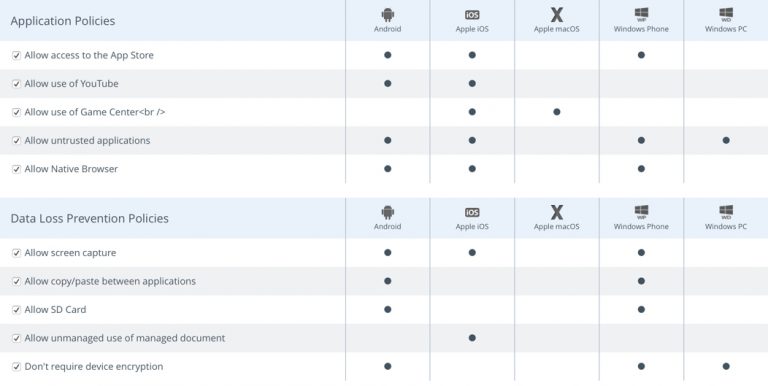 Application Policies
Android
iOS
Apple iOS
X
Apple macOS
WP
Windows Phone
WD
Windows PC
Allow access to the App Store
Allow use of YouTube
Allow use of Game Center<br />
Allow untrusted applications
Allow Native Browser
Data Loss Prevention Policies
Android
iOS
Apple iOS
X
Apple macOS
WP
Windows Phone
WD
Windows PC
Allow screen capture
Allow copy/paste between applications
Allow SD Card
Allow unmanaged use of managed document
Don't require device encryption